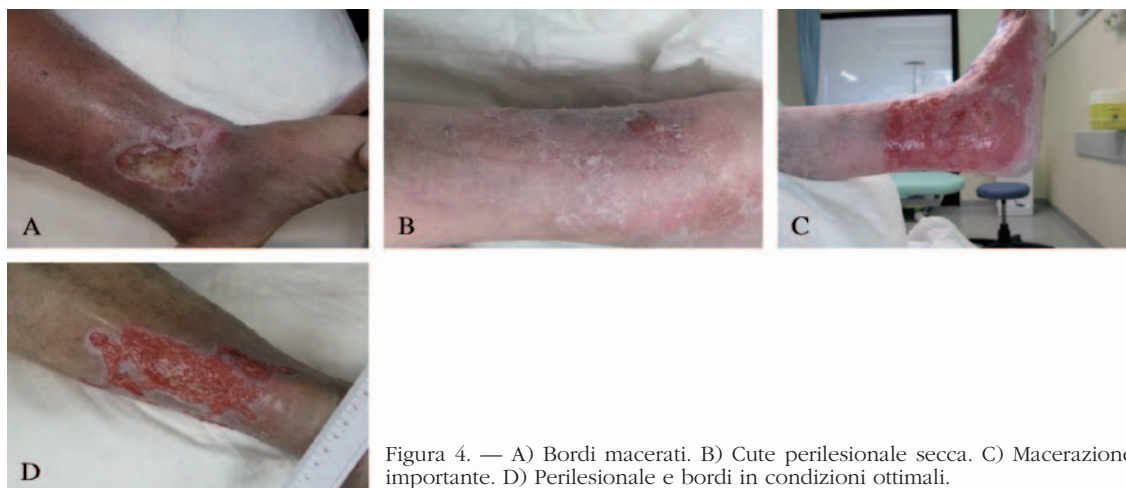 A
B
C
D
Figura 4. — A) Bordi macerati. B) Cute perilesionale secca. C) Macerazione
importante. D) Perilesionale e bordi in condizioni ottimali.